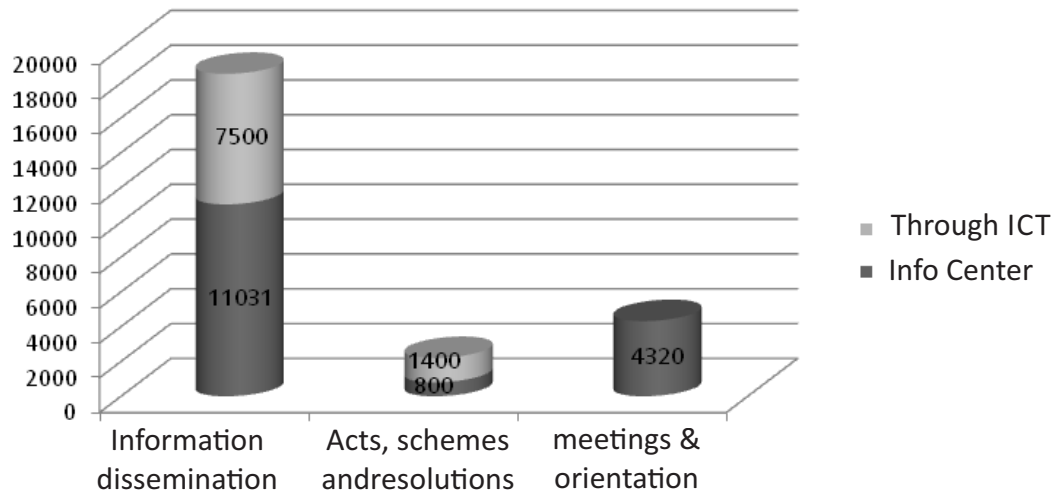 20000
18000
16000
14000
12000
10000
8000
6000
4000
2000
0
7500
11031
1400
800
4320
Information
dissemination
Acts, schemes
andresolutions
meetings &
orientation
Through ICT
Info Center